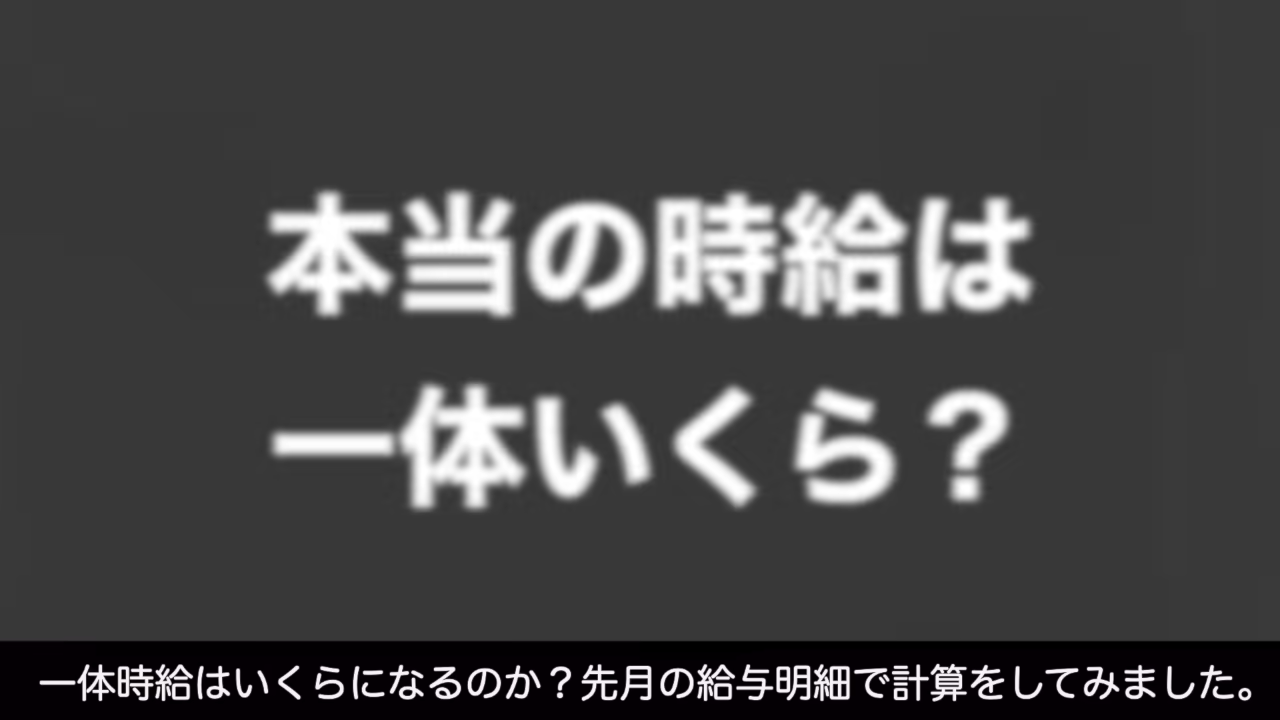 本当の時給は
一体いくら？
一体時給はいくらになるのか？先月の給与明細で計算をしてみました。